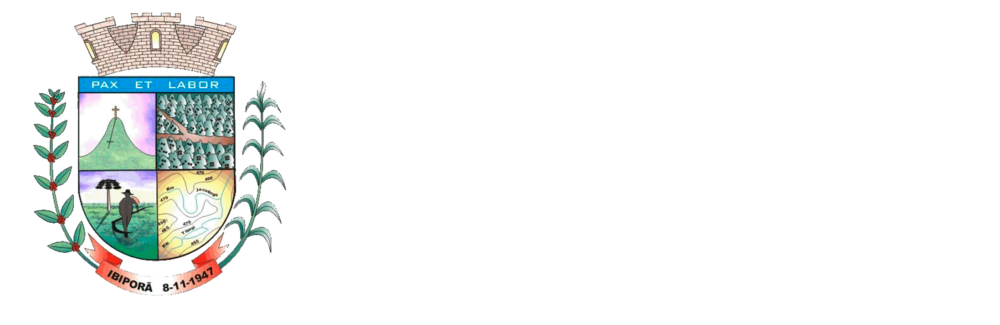 PAX ET LABOR
470
460
Rio Jacutinga
470
490
480
470
Rio Tibagi
460
IBIPORÃ 8-11-1947